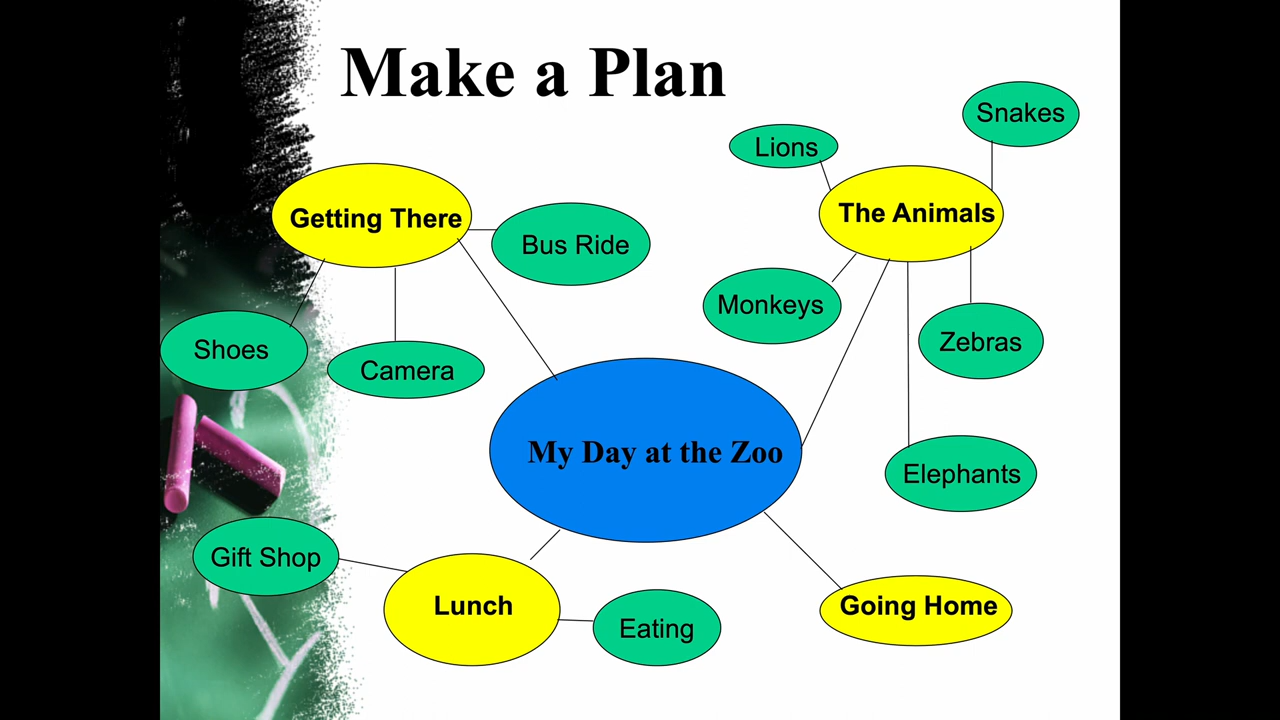 Make a Plan
Snakes
Lions
Getting There
The Animals
Bus Ride
Monkeys
Zebras
Shoes
Camera
My Day at the Zoo
Elephants
Gift Shop
Lunch
Going Home
Eating